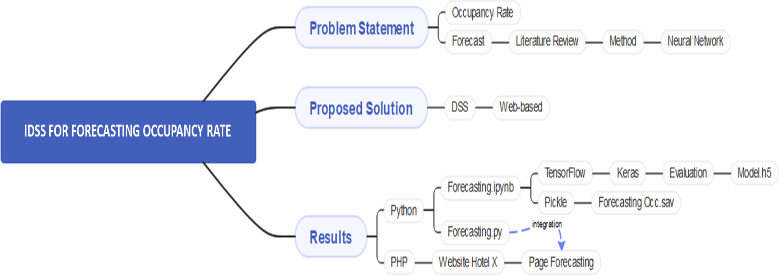 IDSS FOR FORECASTING OCCUPANCY RATE
Problem Statement
Occupancy Rate
Forecast
Literature Review
Method
Neural Network
Proposed Solution
DSS
Web-based
Results
Python
Forecasting.ipynb
TensorFlow
Keras
Evaluation
Model.h5
Pickle
Forecasting Occ.sav
Forecasting.py
integration
PHP
Website Hotel X
Page Forecasting